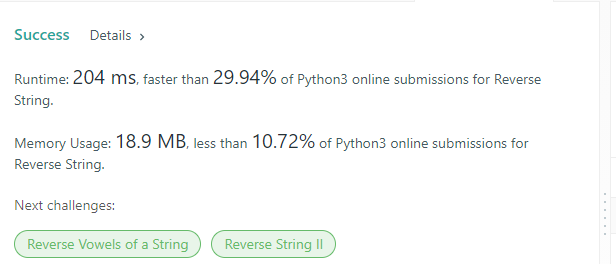 Success Details >
Runtime: 204 ms, faster than 29.94% of Python3 online submissions for Reverse
String.
Memory Usage: 18.9 MB, less than 10.72% of Python3 online submissions for
Reverse String.
Next challenges:
Reverse Vowels of a String Reverse String II